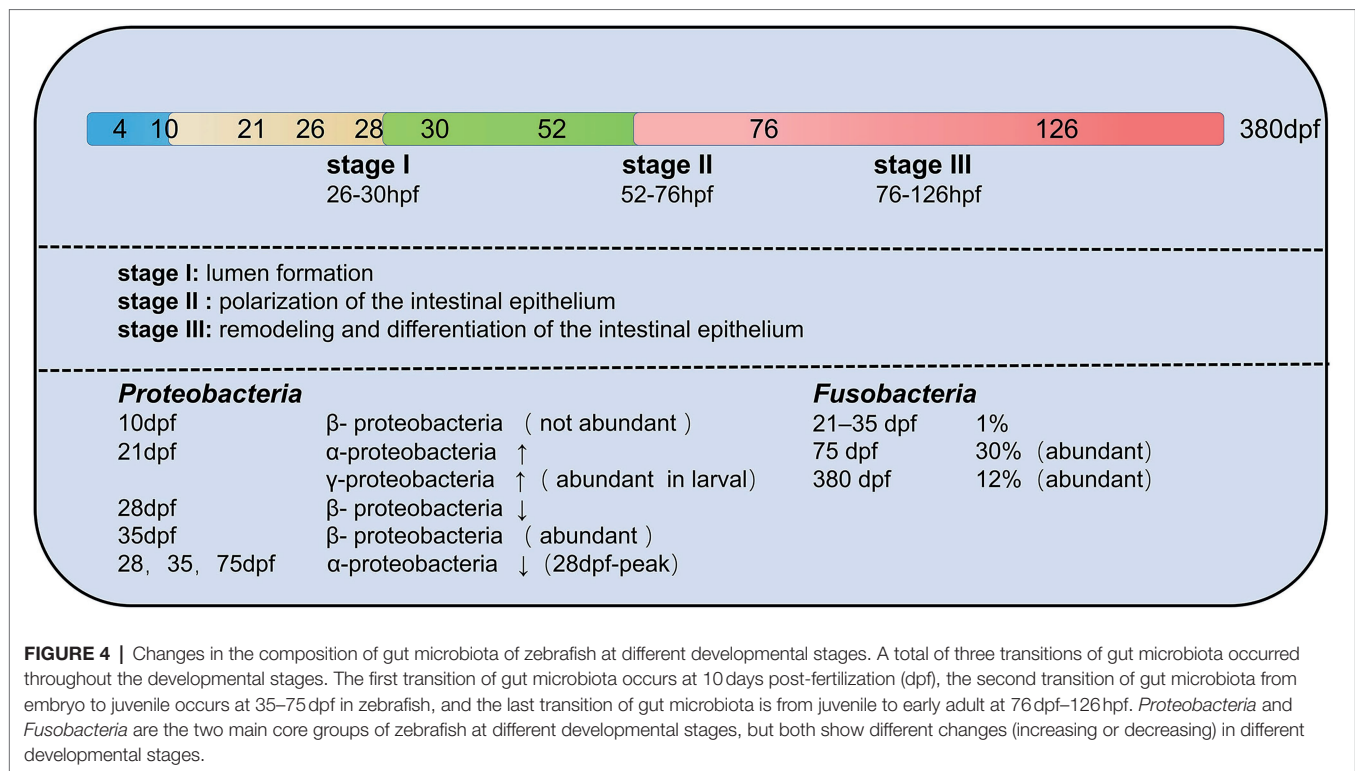 4 10 21 26 28 30 52 76 126 380dpf
stage I stage II stage III
26-30hpf 52-76hpf 76-126hpf
stage I: lumen formation
stage II : polarization of the intestinal epithelium
stage III: remodeling and differentiation of the intestinal epithelium
Proteobacteria
10dpf β- proteobacteria （ not abundant ）
21dpf α-proteobacteria ↑
γ-proteobacteria ↑ （ abundant in larval）
28dpf β- proteobacteria ↓
35dpf β- proteobacteria （ abundant ）
28， 35， 75dpf α-proteobacteria ↓ （28dpf-peak）
Fusobacteria
21–35 dpf 1%
75 dpf 30% (abundant)
380 dpf 12% (abundant)
FIGURE 4 | Changes in the composition of gut microbiota of zebrafish at different developmental stages. A total of three transitions of gut microbiota occurred
throughout the developmental stages. The first transition of gut microbiota occurs at 10 days post-fertilization (dpf), the second transition of gut microbiota from
embryo to juvenile occurs at 35–75 dpf in zebrafish, and the last transition of gut microbiota is from juvenile to early adult at 76 dpf–126 hpf. Proteobacteria and
Fusobacteria are the two main core groups of zebrafish at different developmental stages, but both show different changes (increasing or decreasing) in different
developmental stages.